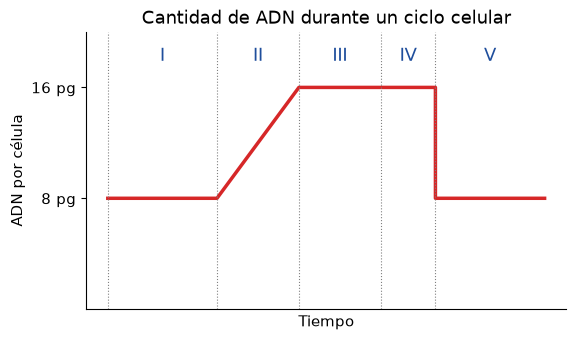 Cantidad de ADN durante un ciclo celular
I II III IV V
16 pg
8 pg
ADN por célula
Tiempo